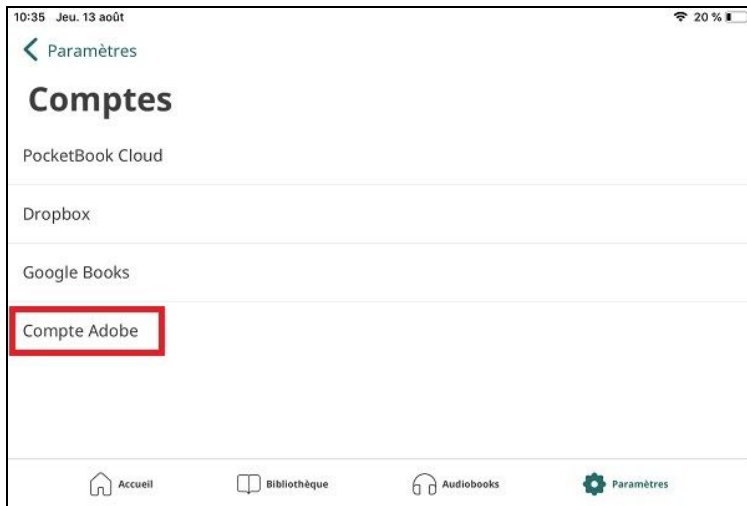 10:35 Jeu. 13 août 20 %
Paramètres
Comptes
PocketBook Cloud
Dropbox
Google Books
Compte Adobe
Accueil Bibliothèque Audiobooks Paramètres